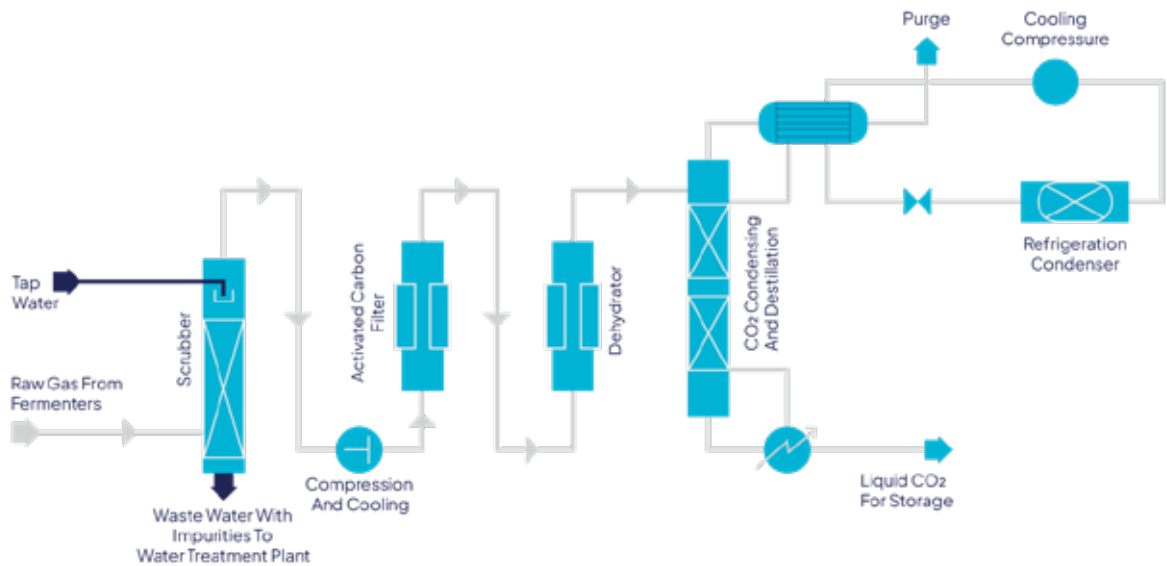 Purge
Cooling
Compressure
Tap
Water
Scrubber
Activated Carbon
Filter
Dehydrator
CO₂ Condensing
And Destillation
Refrigeration
Condenser
Raw Gas From
Fermenters
Compression
And Cooling
Liquid CO₂
For Storage
Waste Water With
Impurities To
Water Treatment Plant